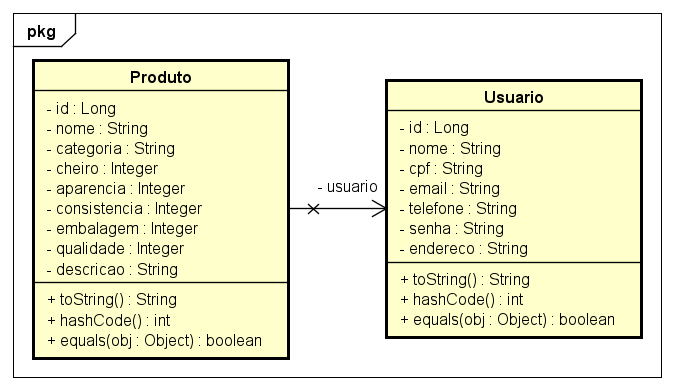 pkg
Produto
- id : Long
- nome : String
- categoria : String
- cheiro : Integer
- aparencia : Integer
- consistencia : Integer
- embalagem : Integer
- qualidade : Integer
- descricao : String
+ toString() : String
+ hashCode() : int
+ equals(obj : Object) : boolean
- usuario
Usuario
- id : Long
- nome : String
- cpf : String
- email : String
- telefone : String
- senha : String
- endereco : String
+ toString() : String
+ hashCode() : int
+ equals(obj : Object) : boolean